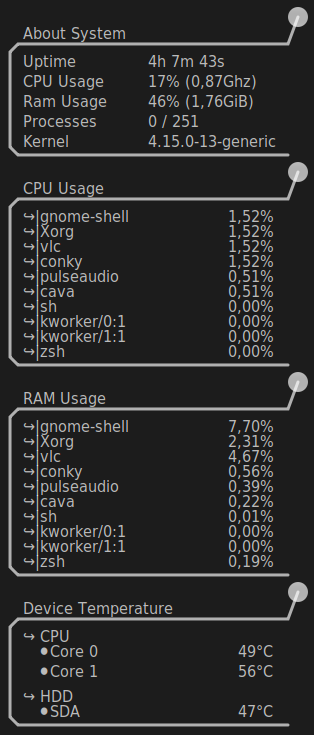 About System
Uptime 4h 7m 43s
CPU Usage 17% (0,87Ghz)
Ram Usage 46% (1,76GiB)
Processes 0 / 251
Kernel 4.15.0-13-generic
CPU Usage
↪|gnome-shell 1,52%
↪|Xorg 1,52%
↪|vlc 1,52%
↪|conky 1,52%
↪|pulseaudio 0,51%
↪|cava 0,51%
↪|sh 0,00%
↪|kworker/0:1 0,00%
↪|kworker/1:1 0,00%
↪|zsh 0,00%
RAM Usage
↪|gnome-shell 7,70%
↪|Xorg 2,31%
↪|vlc 4,67%
↪|conky 0,56%
↪|pulseaudio 0,39%
↪|cava 0,22%
↪|sh 0,01%
↪|kworker/0:1 0,00%
↪|kworker/1:1 0,00%
↪|zsh 0,19%
Device Temperature
↪ CPU
●Core 0 49°C
●Core 1 56°C
↪ HDD
●SDA 47°C